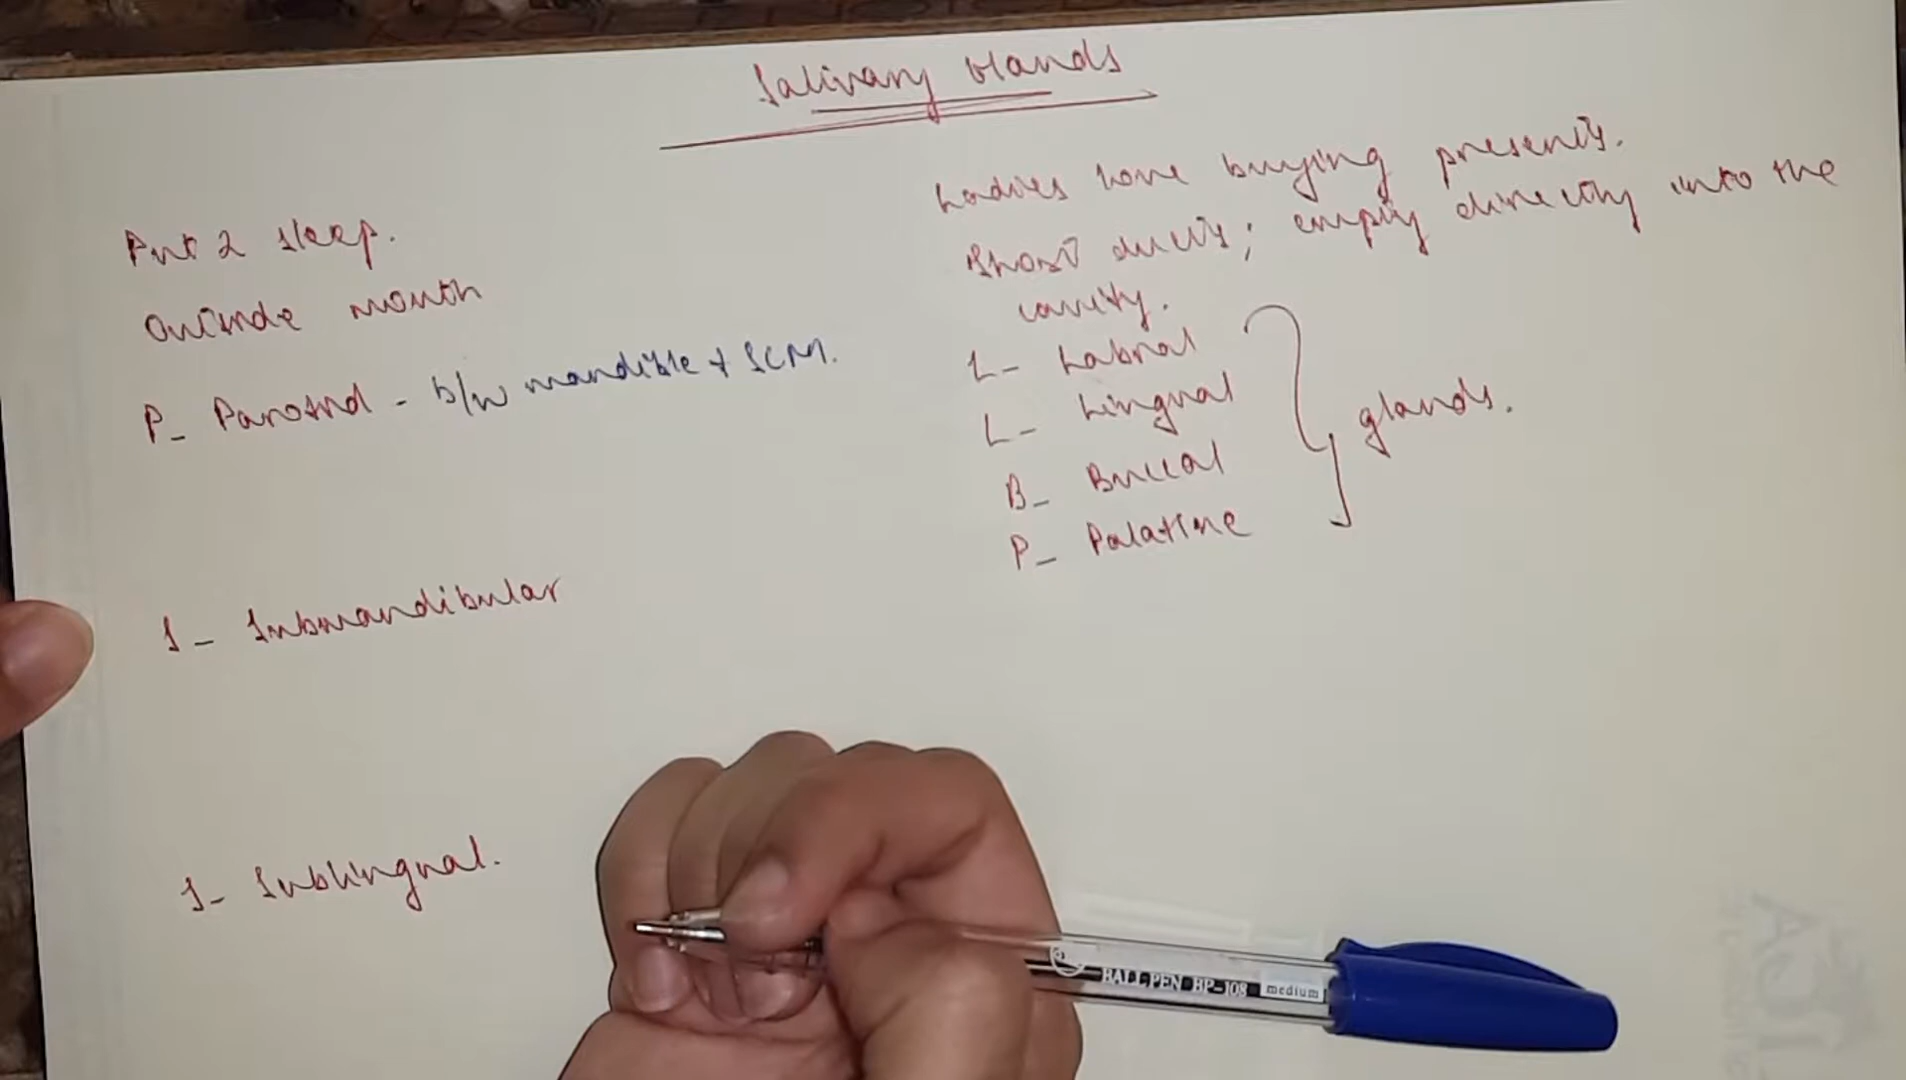 Salivary Glands
Put 2 sleep.
Outside mouth
P- Parotid - b/w mandible + SCM.
S- Submandibular
S- Sublingual.
Ladies love buying presents.
Short ducts; empty directly into the
cavity.
L- Labial
L- Lingual
B- Buccal
P- Palatine
glands.
BALL PEN BP-108 medium